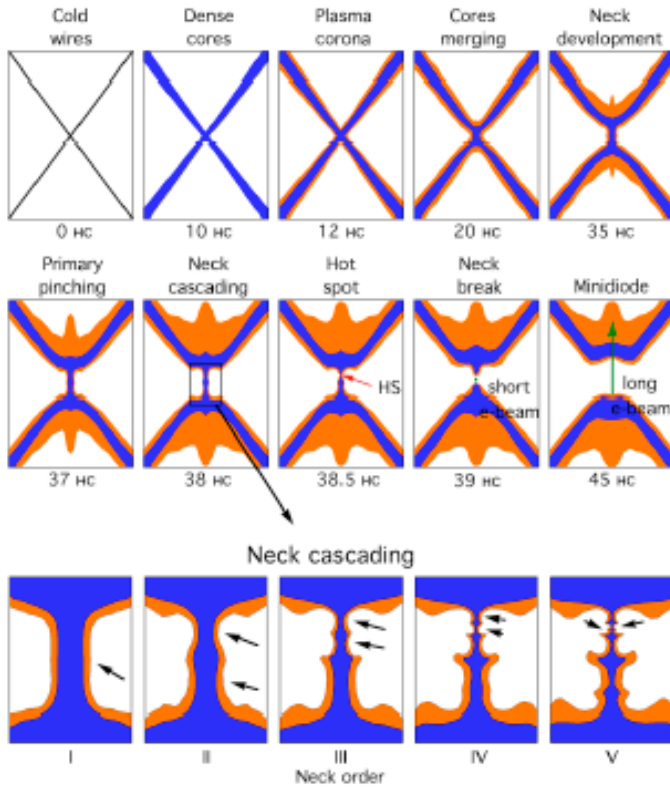 Cold wires
Dense cores
Plasma corona
Cores merging
Neck development
0 нс
10 нс
12 нс
20 нс
35 нс
Primary pinching
Neck cascading
Hot spot
Neck break
Minidiode
HS
short e-beam
long e-beam
37 нс
38 нс
38.5 нс
39 нс
45 нс
Neck cascading
I
II
III
IV
V
Neck order